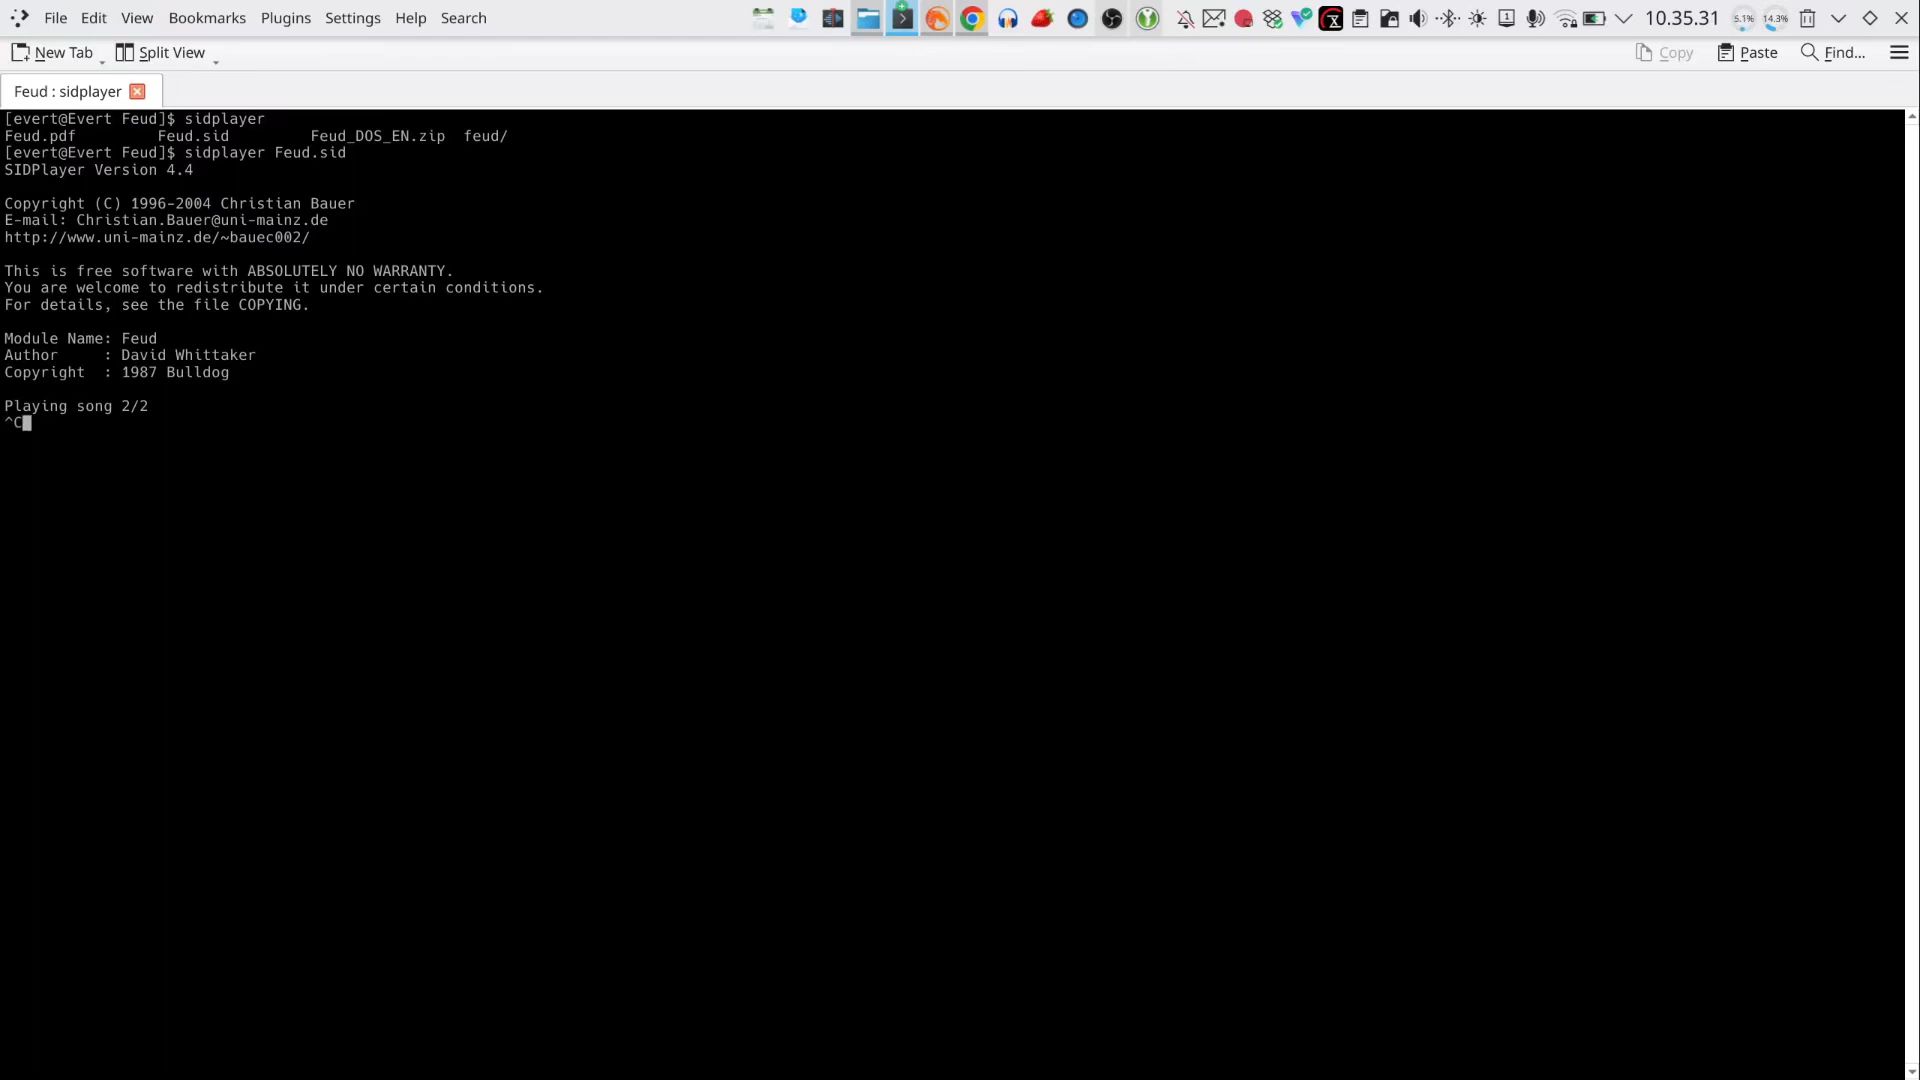 File Edit View Bookmarks Plugins Settings Help Search 10.35.31 5.1% 14.3%
New Tab Split View Copy Paste Find...
Feud : sidplayer
[evert@Evert Feud]$ sidplayer
Feud.pdf Feud.sid Feud_DOS_EN.zip feud/
[evert@Evert Feud]$ sidplayer Feud.sid
SIDPlayer Version 4.4
Copyright (C) 1996-2004 Christian Bauer
E-mail: Christian.Bauer@uni-mainz.de
http://www.uni-mainz.de/~bauec002/
This is free software with ABSOLUTELY NO WARRANTY.
You are welcome to redistribute it under certain conditions.
For details, see the file COPYING.
Module Name: Feud
Author : David Whittaker
Copyright : 1987 Bulldog
Playing song 2/2
^C